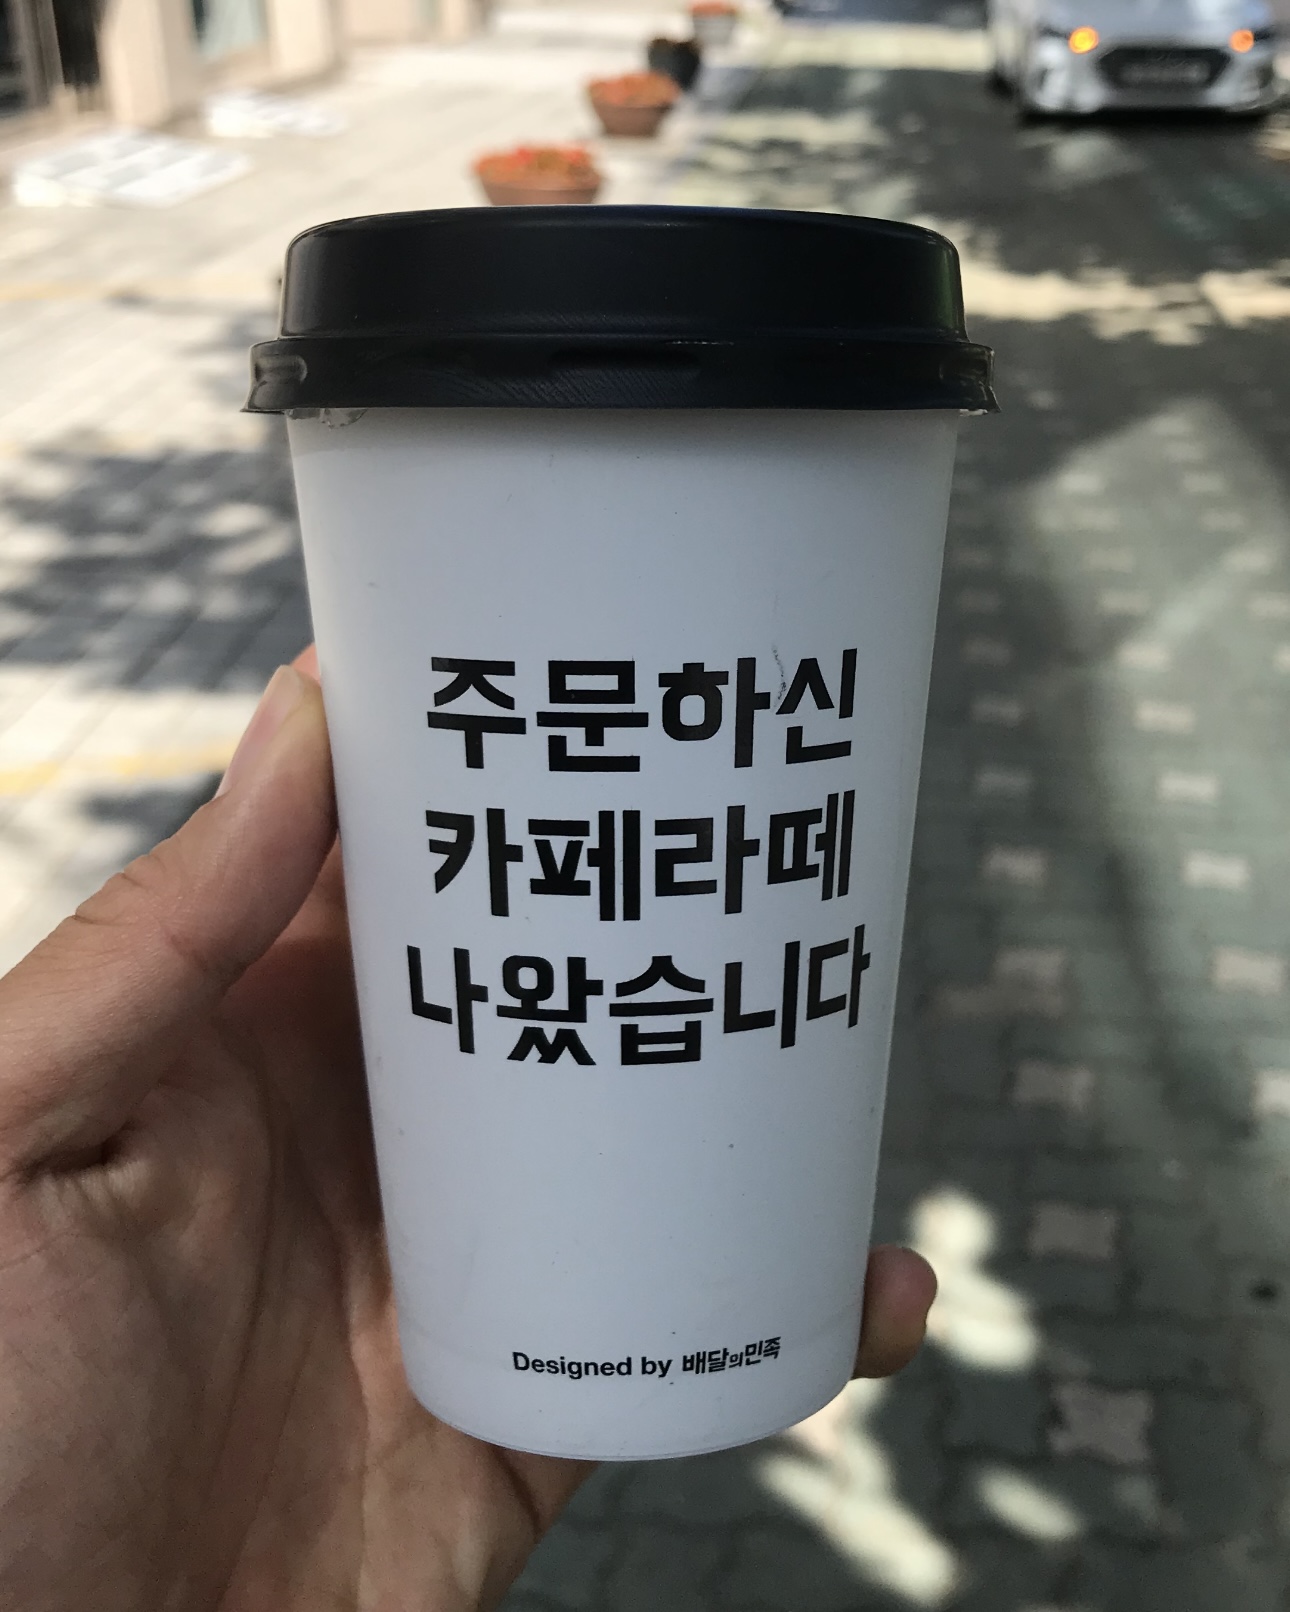 주문하신
카페라떼
나왔습니다
Designed by 배달의민족